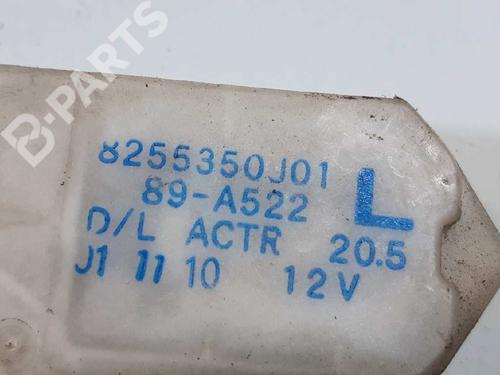 B-PARTS
8255350J01
89-A522 L
D/L ACTR 20.5
J1 11 10 12V